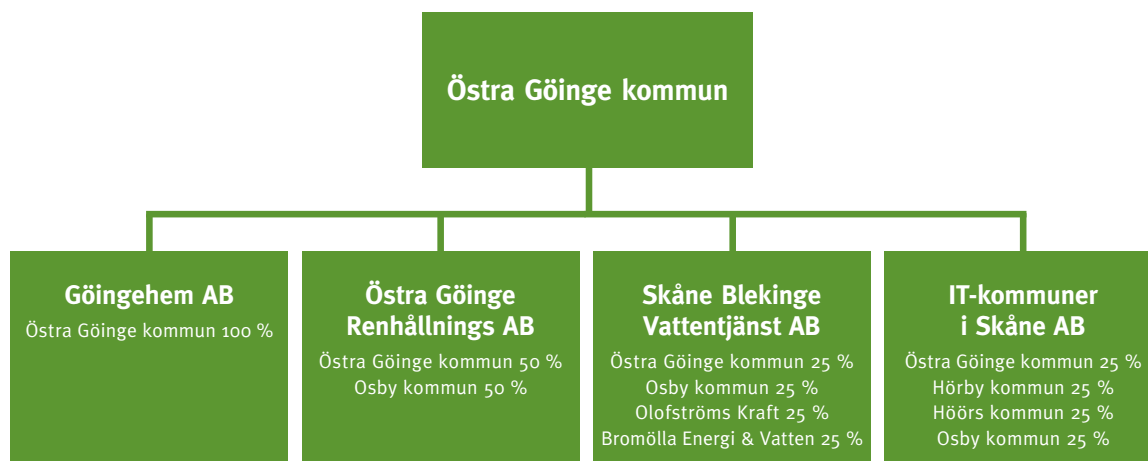 Östra Göinge kommun
Göingehem AB
Östra Göinge kommun 100 %
Östra Göinge
Renhållnings AB
Östra Göinge kommun 50 %
Osby kommun 50 %
Skåne Blekinge
Vattentjänst AB
Östra Göinge kommun 25 %
Osby kommun 25 %
Olofströms Kraft 25 %
Bromölla Energi & Vatten 25 %
IT-kommuner
i Skåne AB
Östra Göinge kommun 25 %
Hörby kommun 25 %
Höörs kommun 25 %
Osby kommun 25 %